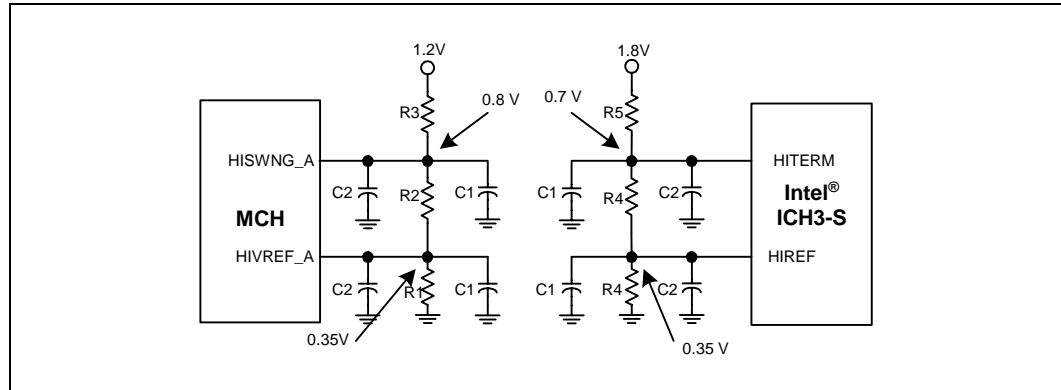 1.2V
1.8V
R3
0.8 V
0.7 V
R5
HISWNG_A
HITERM
C2
R2
C1
C1
R4
C2
MCH
Intel®
ICH3-S
HIVREF_A
HIREF
C2
R1
C1
C1
R4
C2
0.35V
0.35 V